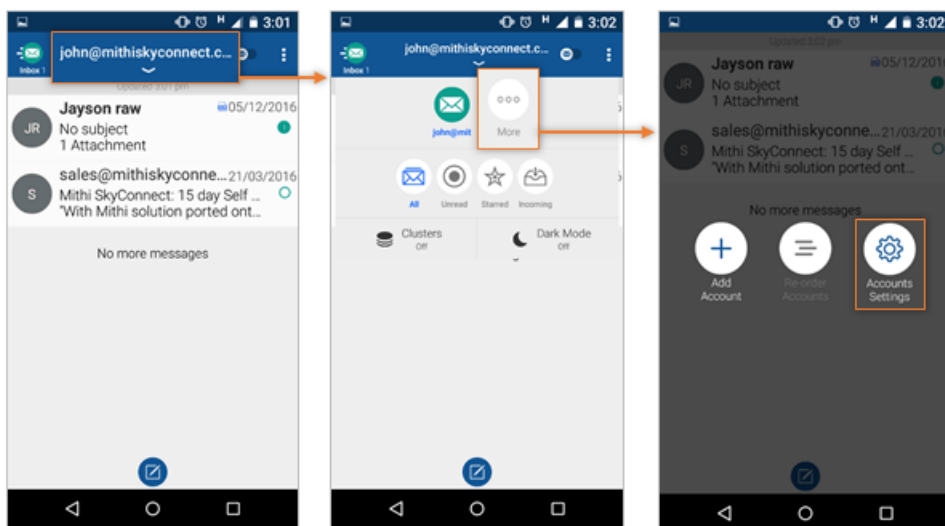 H 3:01
john@mithiskyconnect.c...
Inbox 1
Updated 3:01 pm
Jayson raw 05/12/2016
JR
No subject
1 Attachment
sales@mithiskyconne... 21/03/2016
S
Mithi SkyConnect: 15 day Self ...
"With Mithi solution ported ont...
No more messages
H 3:02
john@mithiskyconnect.c...
Inbox 1
john@mit
More
All Unread Starred Incoming
Clusters
Off
Dark Mode
Off
H 3:02
Updated 3:02 pm
Jayson raw 05/12/2016
JR
No subject
1 Attachment
sales@mithiskyconne... 21/03/201
S
Mithi SkyConnect: 15 day Self ...
"With Mithi solution ported ont...
No more messages
Add
Account
Re-order
Accounts
Accounts
Settings